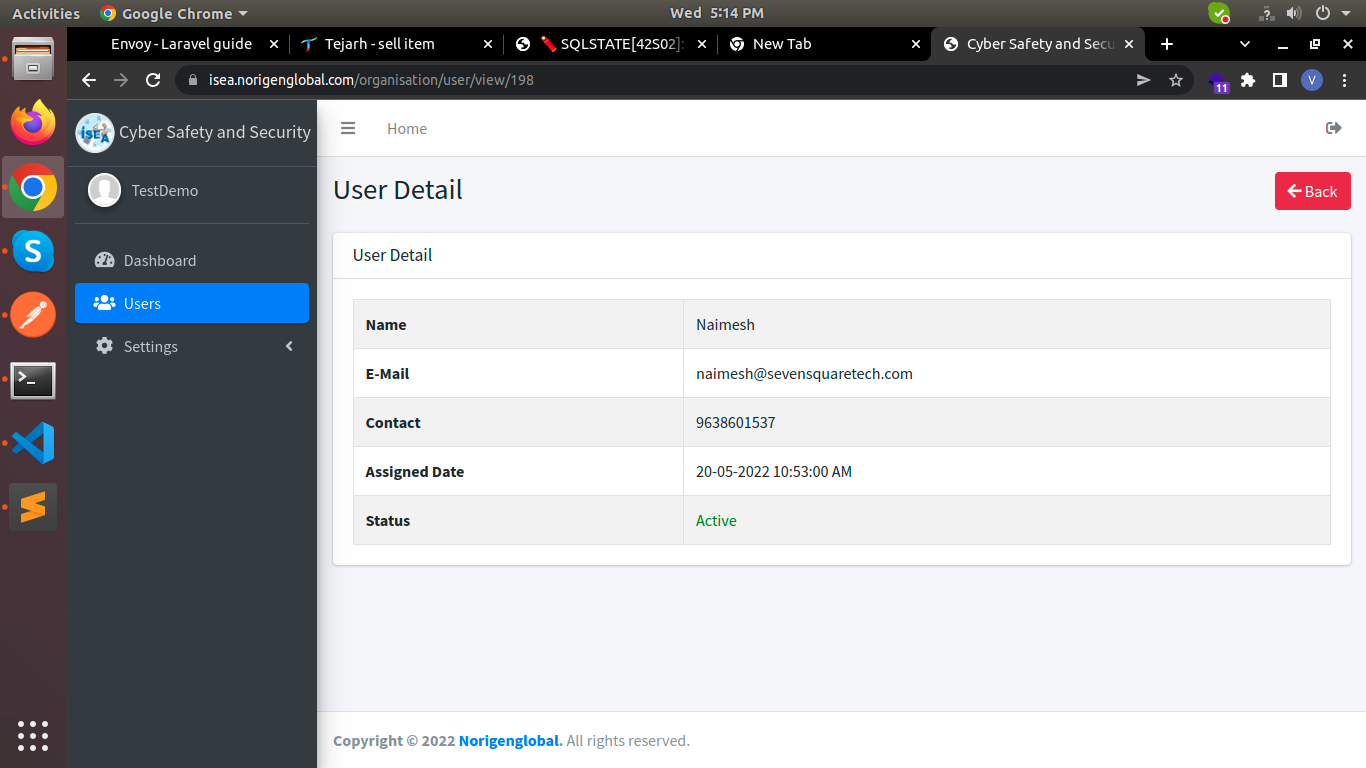 Activities Google Chrome Wed 5:14 PM
Envoy - Laravel guide Tejarh - sell item SQLSTATE[42S02]: New Tab Cyber Safety and Secu
isea.norigenglobal.com/organisation/user/view/198 11 V
iSEA Cyber Safety and Security Home
TestDemo
Dashboard
Users
Settings
User Detail Back
User Detail
Name Naimesh
E-Mail naimesh@sevensquaretech.com
Contact 9638601537
Assigned Date 20-05-2022 10:53:00 AM
Status Active
Copyright © 2022 Norigenglobal. All rights reserved.